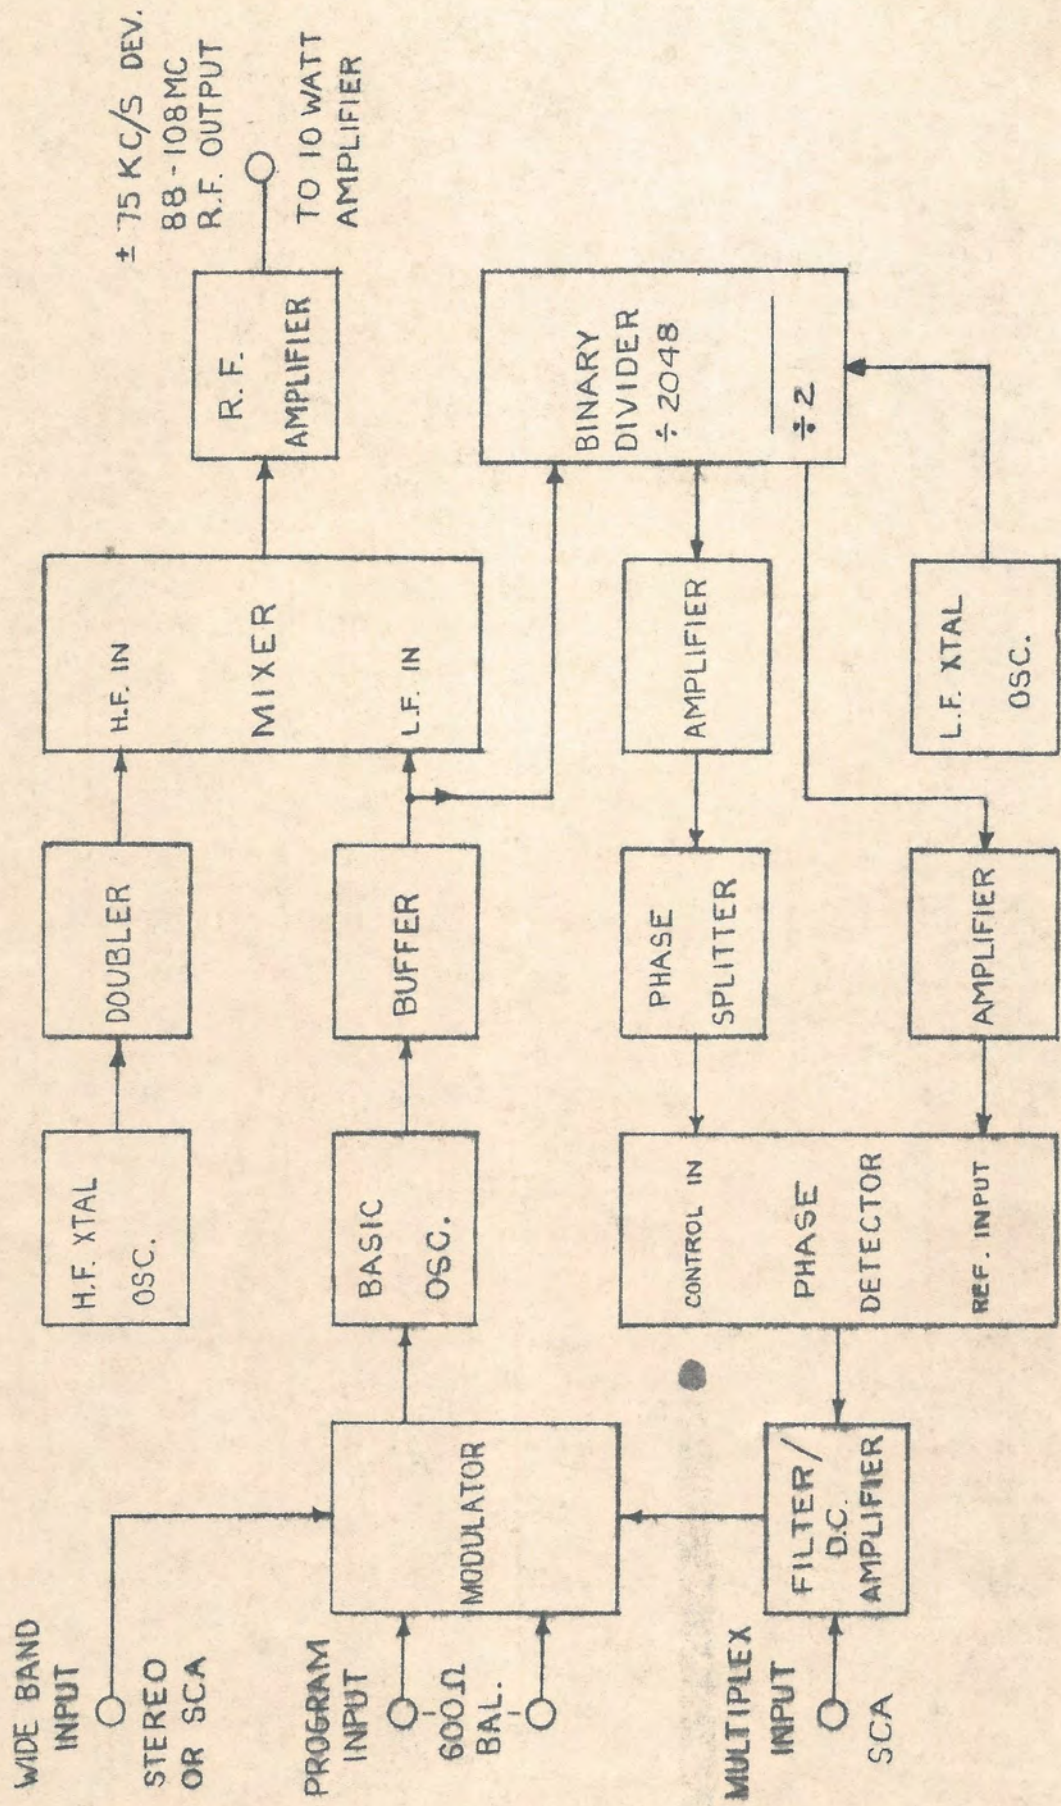 WIDE BAND
INPUT
STEREO
OR SCA
H.F. XTAL
OSC.
DOUBLER
H.F. IN
MIXER
L.F. IN
R.F.
AMPLIFIER
± 75 KC/S DEV.
88-108MC
R.F. OUTPUT
TO 10 WATT
AMPLIFIER
PROGRAM
INPUT
600Ω
BAL.
MODULATOR
BASIC
OSC.
BUFFER
MULTIPLEX
INPUT
SCA
FILTER/
D.C.
AMPLIFIER
CONTROL IN
PHASE
DETECTOR
REF. INPUT
PHASE
SPLITTER
AMPLIFIER
BINARY
DIVIDER
÷ 2048
÷2
AMPLIFIER
L.F. XTAL
OSC.